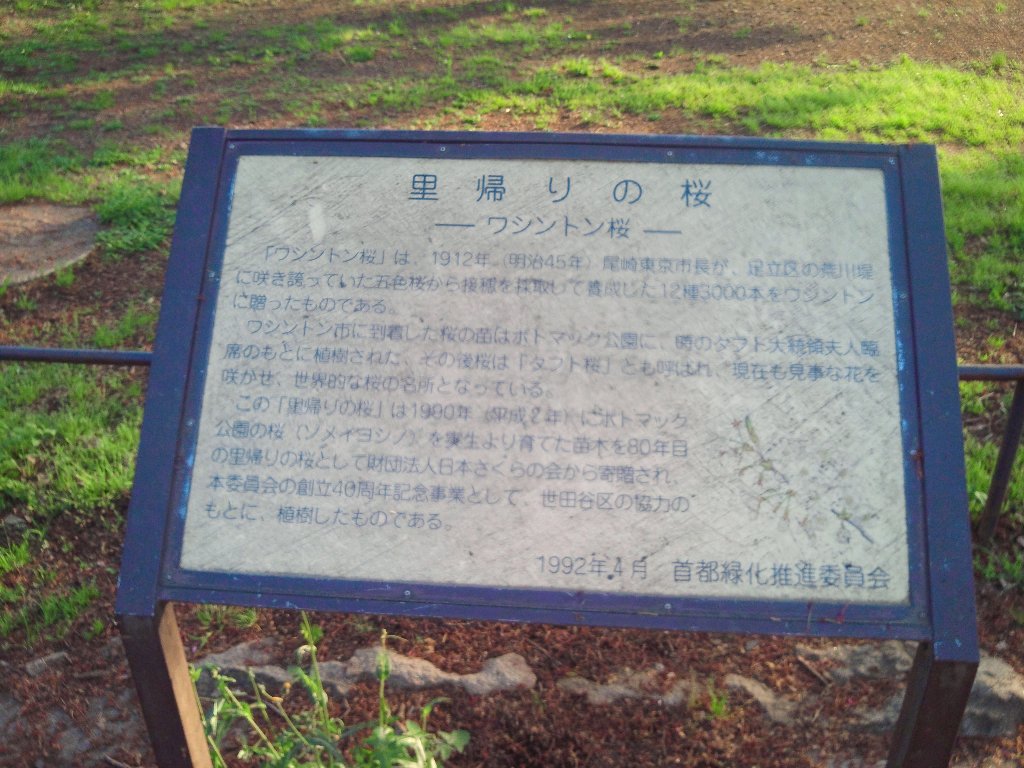 里帰りの桜
― ワシントン桜 ―
「ワシントン桜」は、1912年（明治45年）尾崎東京市長が、足立区の荒川堤
に咲き誇っていた五色桜から接穂を採取して養成した12種3000本をワシントン
に贈ったものである。
ワシントン市に到着した桜の苗はポトマック公園に、時のタフト大統領夫人臨
席のもとに植樹された、その後桜は「タフト桜」とも呼ばれ、現在も見事な花を
咲かせ、世界的な桜の名所となっている。
この「里帰りの桜」は1990年（平成2年）にポトマック
公園の桜（ソメイヨシノ）を実生より育てた苗木を80年目
の里帰りの桜として財団法人日本さくらの会から寄贈され、
本委員会の創立40周年記念事業として、世田谷区の協力の
もとに、植樹したものである。
1992年4月　首都緑化推進委員会